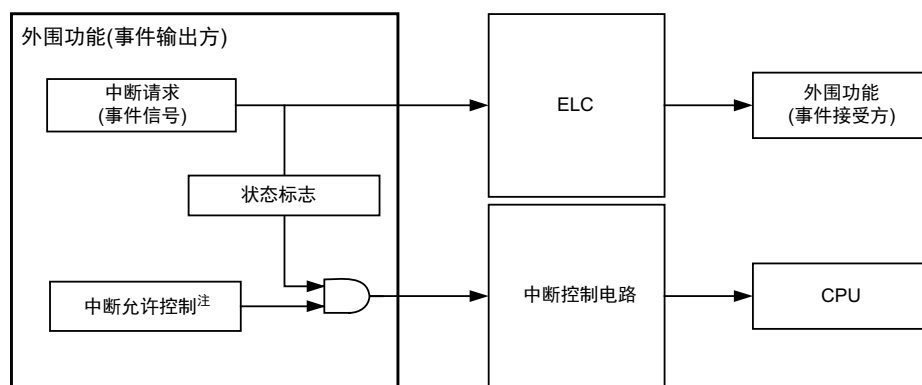 外围功能(事件输出方)
中断请求
(事件信号)
ELC
外围功能
(事件接受方)
状态标志
中断允许控制注
中断控制电路
CPU